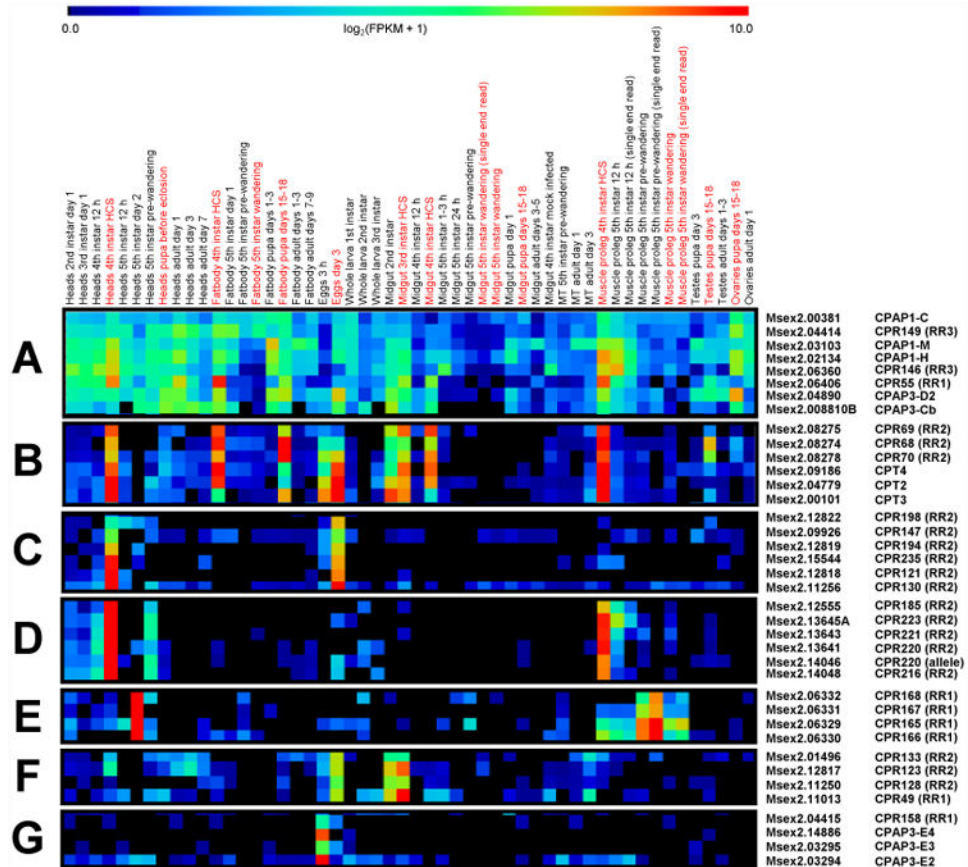 0.0 log₂(FPKM + 1) 10.0
Heads 2nd instar day 1
Heads 3rd instar day 1
Heads 4th instar 12 h
Heads 4th instar HCS
Heads 5th instar 12 h
Heads 5th instar day 2
Heads 5th instar pre-wandering
Heads pupa before eclosion
Heads adult day 1
Heads adult day 3
Heads adult day 7
Fatbody 4th instar HCS
Fatbody 5th instar day 1
Fatbody 5th instar pre-wandering
Fatbody 5th instar wandering
Fatbody pupa days 1-3
Fatbody pupa days 15-18
Fatbody adult days 1-3
Fatbody adult days 7-9
Eggs 3 h
Eggs day 3
Whole larva 1st instar
Whole larva 2nd instar
Whole larva 3rd instar
Midgut 2nd instar
Midgut 3rd instar HCS
Midgut 4th instar 12 h
Midgut 4th instar HCS
Midgut 5th instar 1-3 h
Midgut 5th instar 24 h
Midgut 5th instar pre-wandering
Midgut 5th instar wandering (single end read)
Midgut 5th instar wandering
Midgut pupa day 1
Midgut pupa days 15-18
Midgut adult days 3-5
Midgut 4th instar mock infected
MT 5th instar pre-wandering
MT adult day 1
MT adult day 3
Muscle proleg 4th instar HCS
Muscle proleg 5th instar 12 h
Muscle proleg 5th instar 12 h (single end read)
Muscle proleg 5th instar pre-wandering
Muscle proleg 5th instar pre-wandering (single end read)
Muscle proleg 5th instar wandering
Muscle proleg 5th instar wandering (single end read)
Testes pupa day 3
Testes pupa days 15-18
Testes adult days 1-3
Ovaries pupa days 15-18
Ovaries adult day 1
A
Msex2.00381 CPAP1-C
Msex2.04414 CPR149 (RR3)
Msex2.03103 CPAP1-M
Msex2.02134 CPAP1-H
Msex2.06360 CPR146 (RR3)
Msex2.06406 CPR55 (RR1)
Msex2.04890 CPAP3-D2
Msex2.008810B CPAP3-Cb
B
Msex2.08275 CPR69 (RR2)
Msex2.08274 CPR68 (RR2)
Msex2.08278 CPR70 (RR2)
Msex2.09186 CPT4
Msex2.04779 CPT2
Msex2.00101 CPT3
C
Msex2.12822 CPR198 (RR2)
Msex2.09926 CPR147 (RR2)
Msex2.12819 CPR194 (RR2)
Msex2.15544 CPR235 (RR2)
Msex2.12818 CPR121 (RR2)
Msex2.11256 CPR130 (RR2)
D
Msex2.12555 CPR185 (RR2)
Msex2.13645A CPR223 (RR2)
Msex2.13643 CPR221 (RR2)
Msex2.13641 CPR220 (RR2)
Msex2.14046 CPR220 (allele)
Msex2.14048 CPR216 (RR2)
E
Msex2.06332 CPR168 (RR1)
Msex2.06331 CPR167 (RR1)
Msex2.06329 CPR165 (RR1)
Msex2.06330 CPR166 (RR1)
F
Msex2.01496 CPR133 (RR2)
Msex2.12817 CPR123 (RR2)
Msex2.11250 CPR128 (RR2)
Msex2.11013 CPR49 (RR1)
G
Msex2.04415 CPR158 (RR1)
Msex2.14886 CPAP3-E4
Msex2.03295 CPAP3-E3
Msex2.03294 CPAP3-E2